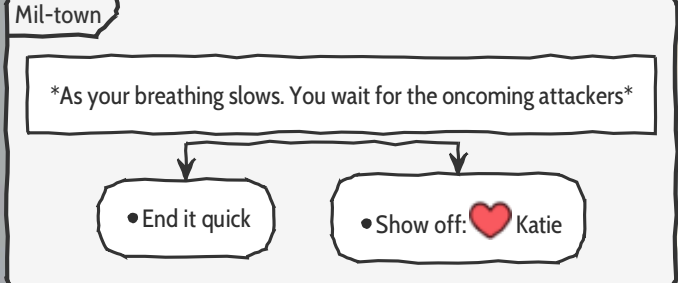 Mil-town
*As your breathing slows. You wait for the oncoming attackers*
•End it quick
•Show off: ❤️ Katie